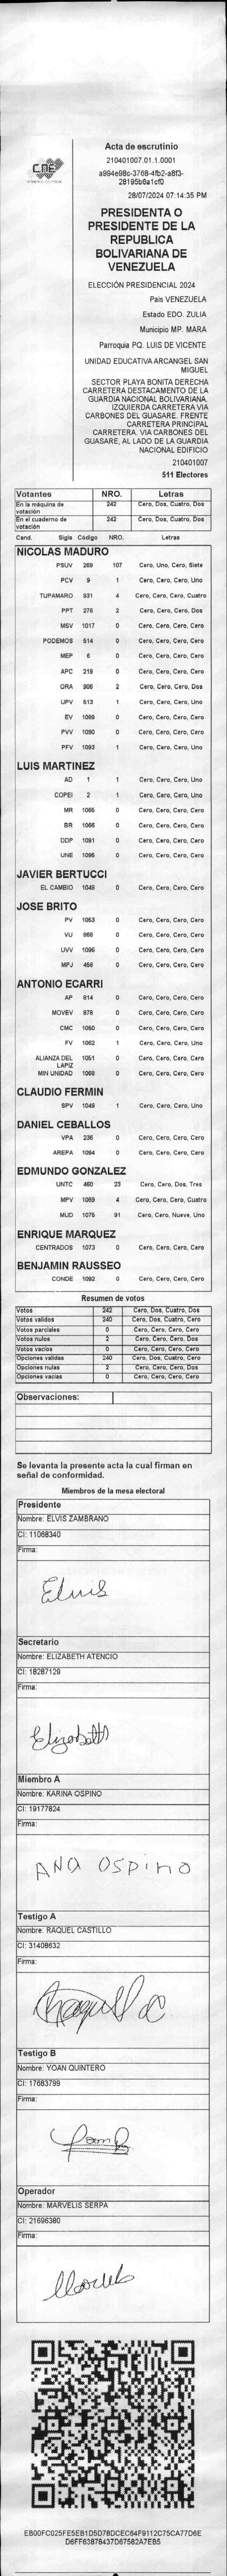 CNE
Acta de escrutinio
210401007.01.1.0001
a994e98c-3768-4fb2-a8f3-
28195b6a1cf0
28/07/2024 07:14:35 PM
PRESIDENTA O
PRESIDENTE DE LA
REPUBLICA
BOLIVARIANA DE
VENEZUELA
ELECCIÓN PRESIDENCIAL 2024
País VENEZUELA
Estado EDO. ZULIA
Municipio MP. MARA
Parroquia PQ. LUIS DE VICENTE
UNIDAD EDUCATIVA ARCANGEL SAN
MIGUEL
SECTOR PLAYA BONITA DERECHA
CARRETERA DESTACAMENTO DE LA
GUARDIA NACIONAL BOLIVARIANA.
IZQUIERDA CARRETERA VIA
CARBONES DEL GUASARE. FRENTE
CARRETERA PRINCIPAL
CARRETERA. VIA CARBONES DEL
GUASARE, AL LADO DE LA GUARDIA
NACIONAL EDIFICIO
210401007
511 Electores
Votantes NRO. Letras
En la máquina de votación 242 Cero, Dos, Cuatro, Dos
En el cuaderno de votación 242 Cero, Dos, Cuatro, Dos
Cand. Sigla Código NRO. Letras
NICOLAS MADURO
PSUV 269 107 Cero, Uno, Cero, Siete
PCV 9 1 Cero, Cero, Cero, Uno
TUPAMARO 931 4 Cero, Cero, Cero, Cuatro
PPT 276 2 Cero, Cero, Cero, Dos
MSV 1017 0 Cero, Cero, Cero, Cero
PODEMOS 514 0 Cero, Cero, Cero, Cero
MEP 6 0 Cero, Cero, Cero, Cero
APC 219 0 Cero, Cero, Cero, Cero
ORA 906 2 Cero, Cero, Cero, Dos
UPV 613 1 Cero, Cero, Cero, Uno
EV 1089 0 Cero, Cero, Cero, Cero
PVV 1090 0 Cero, Cero, Cero, Cero
PFV 1093 1 Cero, Cero, Cero, Uno
LUIS MARTINEZ
AD 1 1 Cero, Cero, Cero, Uno
COPEI 2 1 Cero, Cero, Cero, Uno
MR 1065 0 Cero, Cero, Cero, Cero
BR 1066 0 Cero, Cero, Cero, Cero
DDP 1091 0 Cero, Cero, Cero, Cero
UNE 1095 0 Cero, Cero, Cero, Cero
JAVIER BERTUCCI
EL CAMBIO 1048 0 Cero, Cero, Cero, Cero
JOSE BRITO
PV 1053 0 Cero, Cero, Cero, Cero
VU 868 0 Cero, Cero, Cero, Cero
UVV 1096 0 Cero, Cero, Cero, Cero
MPJ 458 0 Cero, Cero, Cero, Cero
ANTONIO ECARRI
AP 814 0 Cero, Cero, Cero, Cero
MOVEV 878 0 Cero, Cero, Cero, Cero
CMC 1050 0 Cero, Cero, Cero, Cero
FV 1062 1 Cero, Cero, Cero, Uno
ALIANZA DEL LAPIZ 1051 0 Cero, Cero, Cero, Cero
MIN UNIDAD 1069 0 Cero, Cero, Cero, Cero
CLAUDIO FERMIN
SPV 1049 1 Cero, Cero, Cero, Uno
DANIEL CEBALLOS
VPA 236 0 Cero, Cero, Cero, Cero
AREPA 1084 0 Cero, Cero, Cero, Cero
EDMUNDO GONZALEZ
UNTC 460 23 Cero, Cero, Dos, Tres
MPV 1059 4 Cero, Cero, Cero, Cuatro
MUD 1075 91 Cero, Cero, Nueve, Uno
ENRIQUE MARQUEZ
CENTRADOS 1073 0 Cero, Cero, Cero, Cero
BENJAMIN RAUSSEO
CONDE 1092 0 Cero, Cero, Cero, Cero
Resumen de votos
Votos 242 Cero, Dos, Cuatro, Dos
Votos validos 240 Cero, Dos, Cuatro, Cero
Votos parciales 0 Cero, Cero, Cero, Cero
Votos nulos 2 Cero, Cero, Cero, Dos
Votos vacios 0 Cero, Cero, Cero, Cero
Opciones validas 240 Cero, Dos, Cuatro, Cero
Opciones nulas 2 Cero, Cero, Cero, Dos
Opciones vacias 0 Cero, Cero, Cero, Cero
Observaciones:
Se levanta la presente acta la cual firman en
señal de conformidad.
Miembros de la mesa electoral
Presidente
Nombre: ELVIS ZAMBRANO
CI: 11068340
Firma:
Elvis
Secretario
Nombre: ELIZABETH ATENCIO
CI: 18287129
Firma:
Elizabeth
Miembro A
Nombre: KARINA OSPINO
CI: 19177824
Firma:
ANA OSPINO
Testigo A
Nombre: RAQUEL CASTILLO
CI: 31408632
Firma:
Testigo B
Nombre: YOAN QUINTERO
CI: 17683799
Firma:
Operador
Nombre: MARVELIS SERPA
CI: 21696380
Firma:
EB00FC025FE5EB1D5D78DCEC64F9112C75CA77D6E
D6FF63878437D67582A7EB5